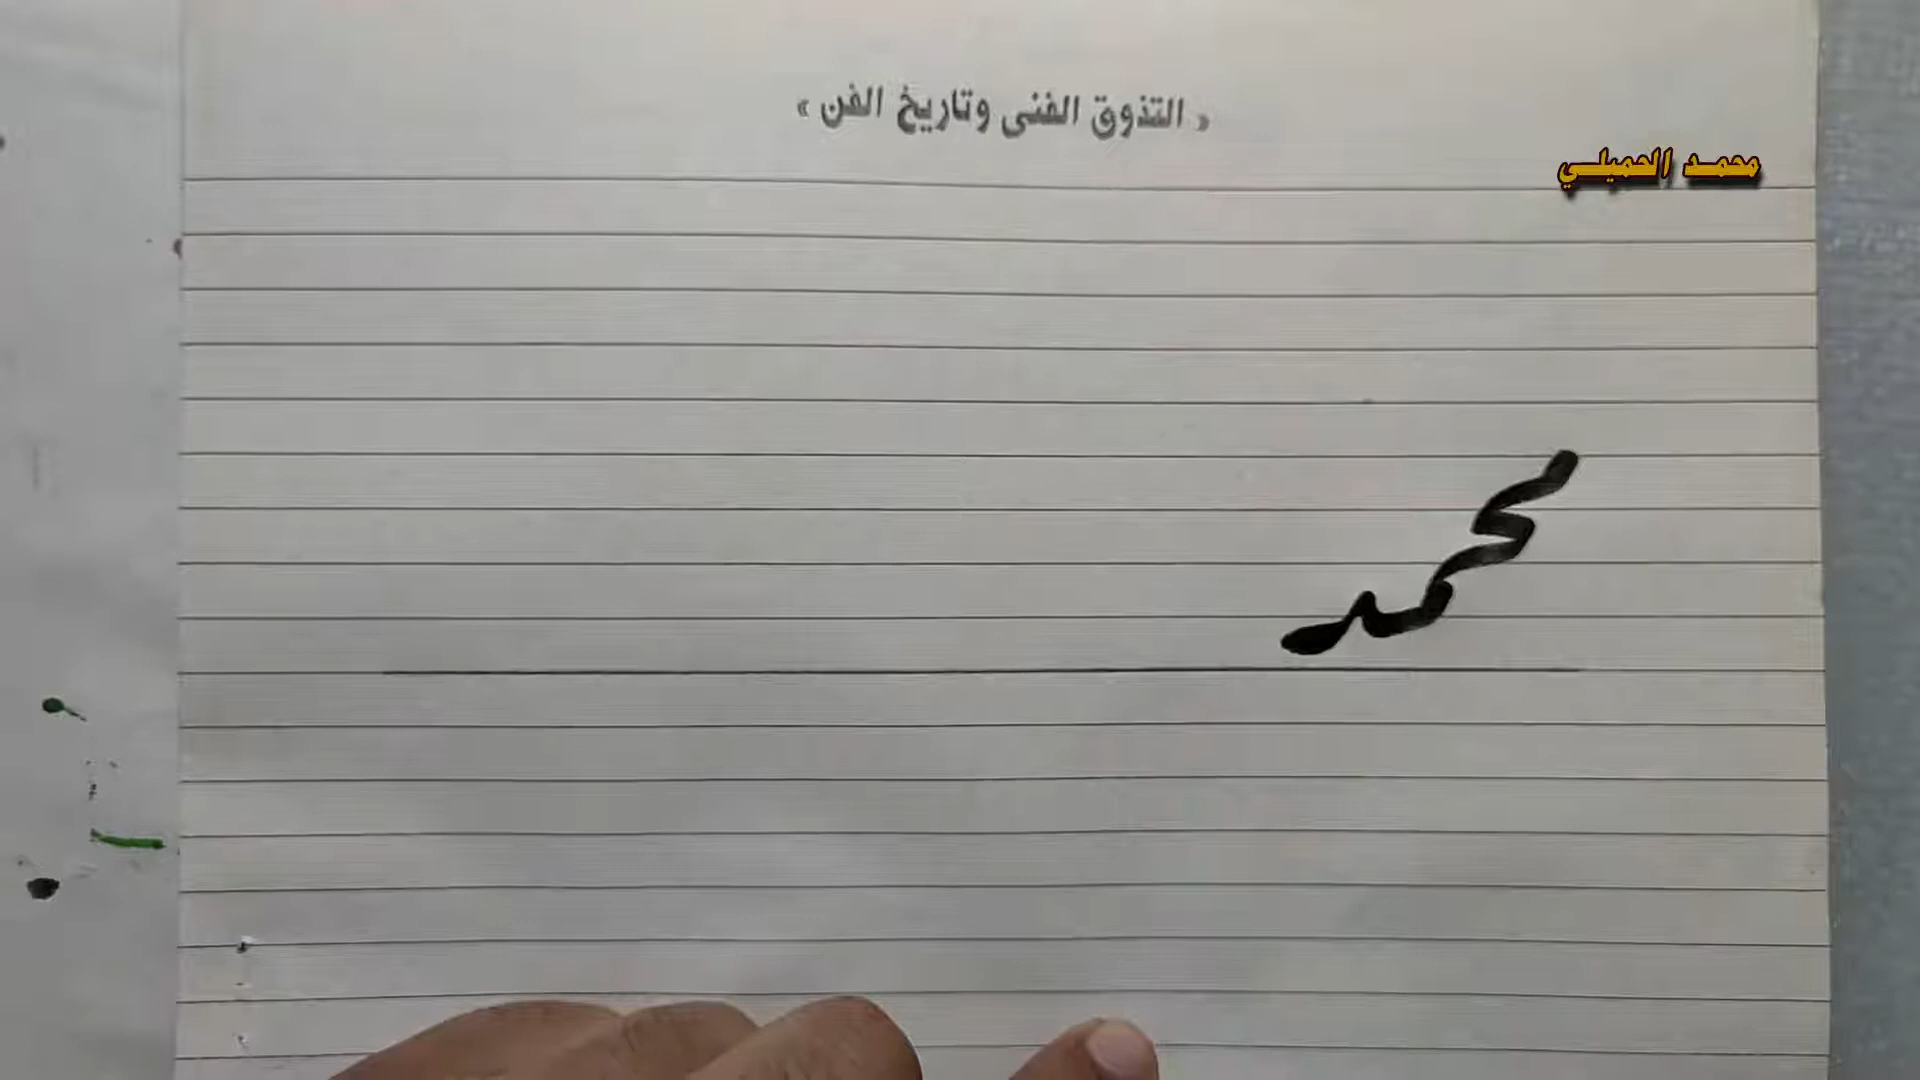 « التذوق الفنى وتاريخ الفن »
محمد الحميلي
محمد